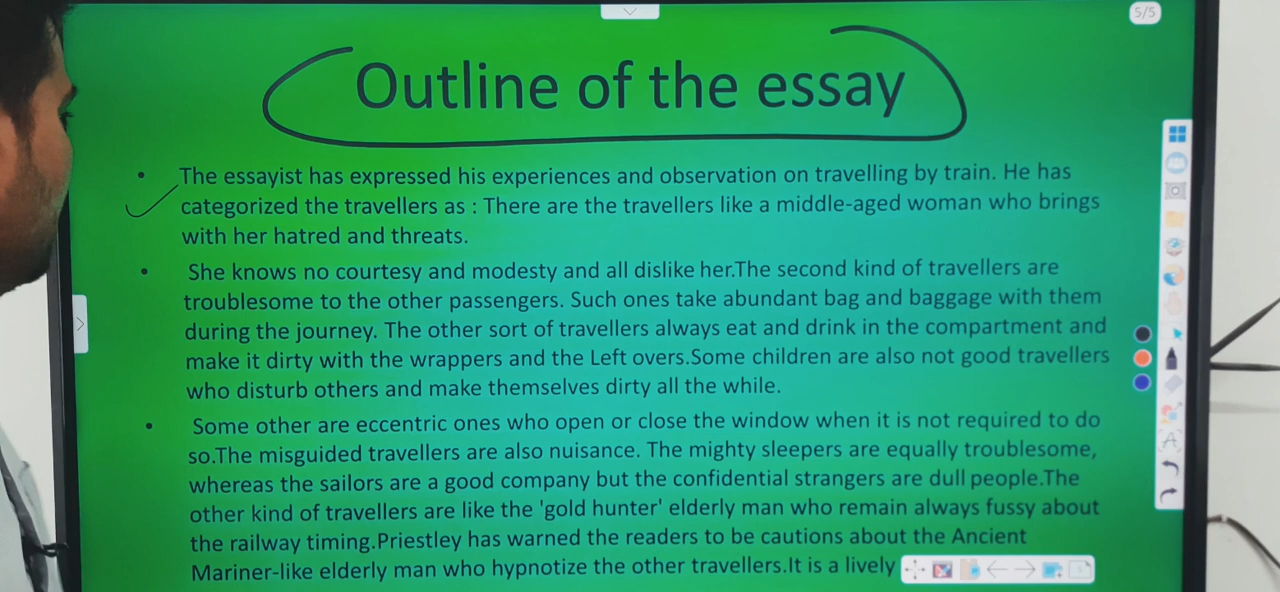 5/5
Outline of the essay
• The essayist has expressed his experiences and observation on travelling by train. He has
categorized the travellers as : There are the travellers like a middle-aged woman who brings
with her hatred and threats.
• She knows no courtesy and modesty and all dislike her.The second kind of travellers are
troublesome to the other passengers. Such ones take abundant bag and baggage with them
during the journey. The other sort of travellers always eat and drink in the compartment and
make it dirty with the wrappers and the Left overs.Some children are also not good travellers
who disturb others and make themselves dirty all the while.
• Some other are eccentric ones who open or close the window when it is not required to do
so.The misguided travellers are also nuisance. The mighty sleepers are equally troublesome,
whereas the sailors are a good company but the confidential strangers are dull people.The
other kind of travellers are like the 'gold hunter' elderly man who remain always fussy about
the railway timing.Priestley has warned the readers to be cautions about the Ancient
Mariner-like elderly man who hypnotize the other travellers.It is a lively